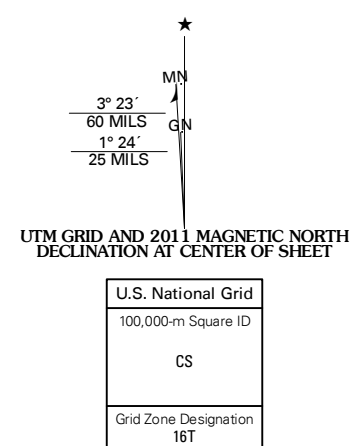 ★
MN
3° 23´
60 MILS
GN
1° 24´
25 MILS
UTM GRID AND 2011 MAGNETIC NORTH
DECLINATION AT CENTER OF SHEET
U.S. National Grid
100,000-m Square ID
CS
Grid Zone Designation
16T